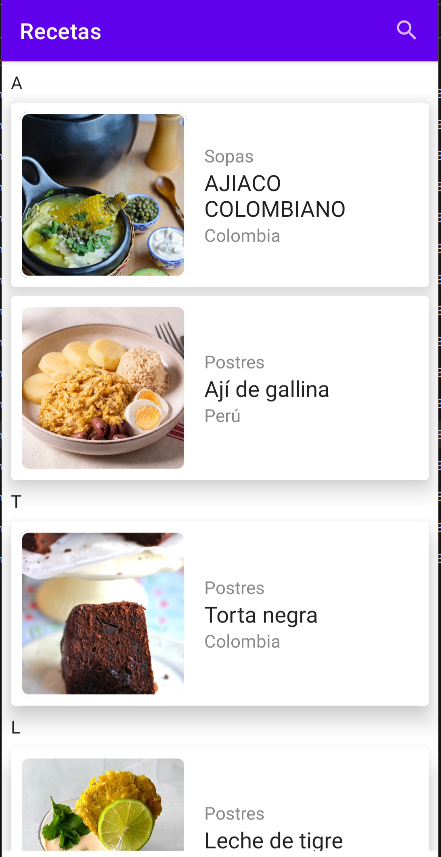 Recetas
A
Sopas
AJIACO
COLOMBIANO
Colombia
Postres
Ají de gallina
Perú
T
Postres
Torta negra
Colombia
L
Postres
Leche de tigre